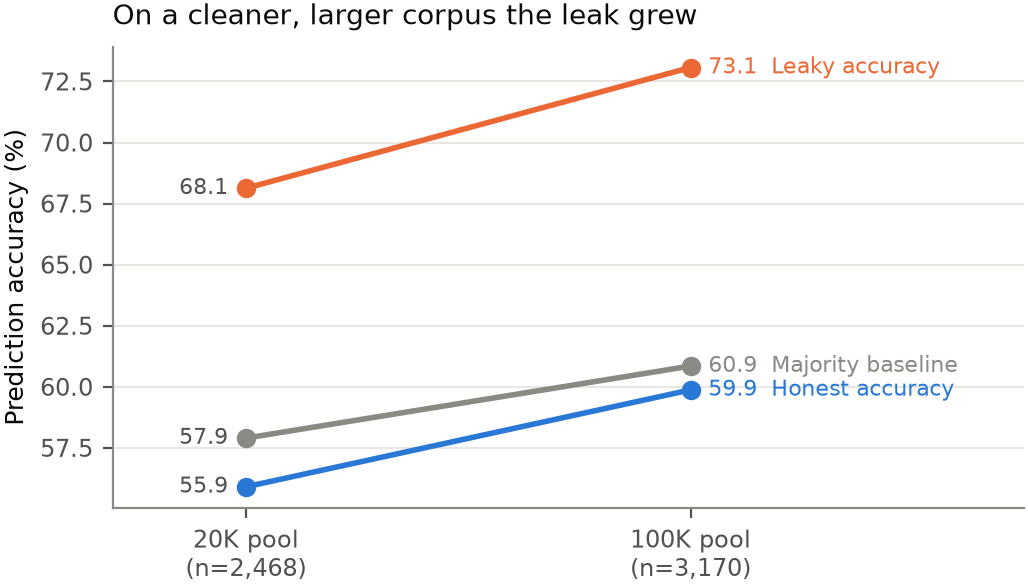 On a cleaner, larger corpus the leak grew
Prediction accuracy (%)
72.5
70.0
67.5
65.0
62.5
60.0
57.5
73.1 Leaky accuracy
68.1
60.9 Majority baseline
59.9 Honest accuracy
57.9
55.9
20K pool
(n=2,468)
100K pool
(n=3,170)